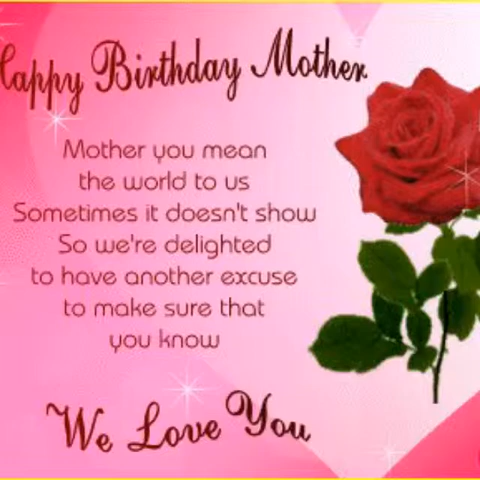 Happy Birthday Mother
Mother you mean
the world to us
Sometimes it doesn't show
So we're delighted
to have another excuse
to make sure that
you know
We Love You